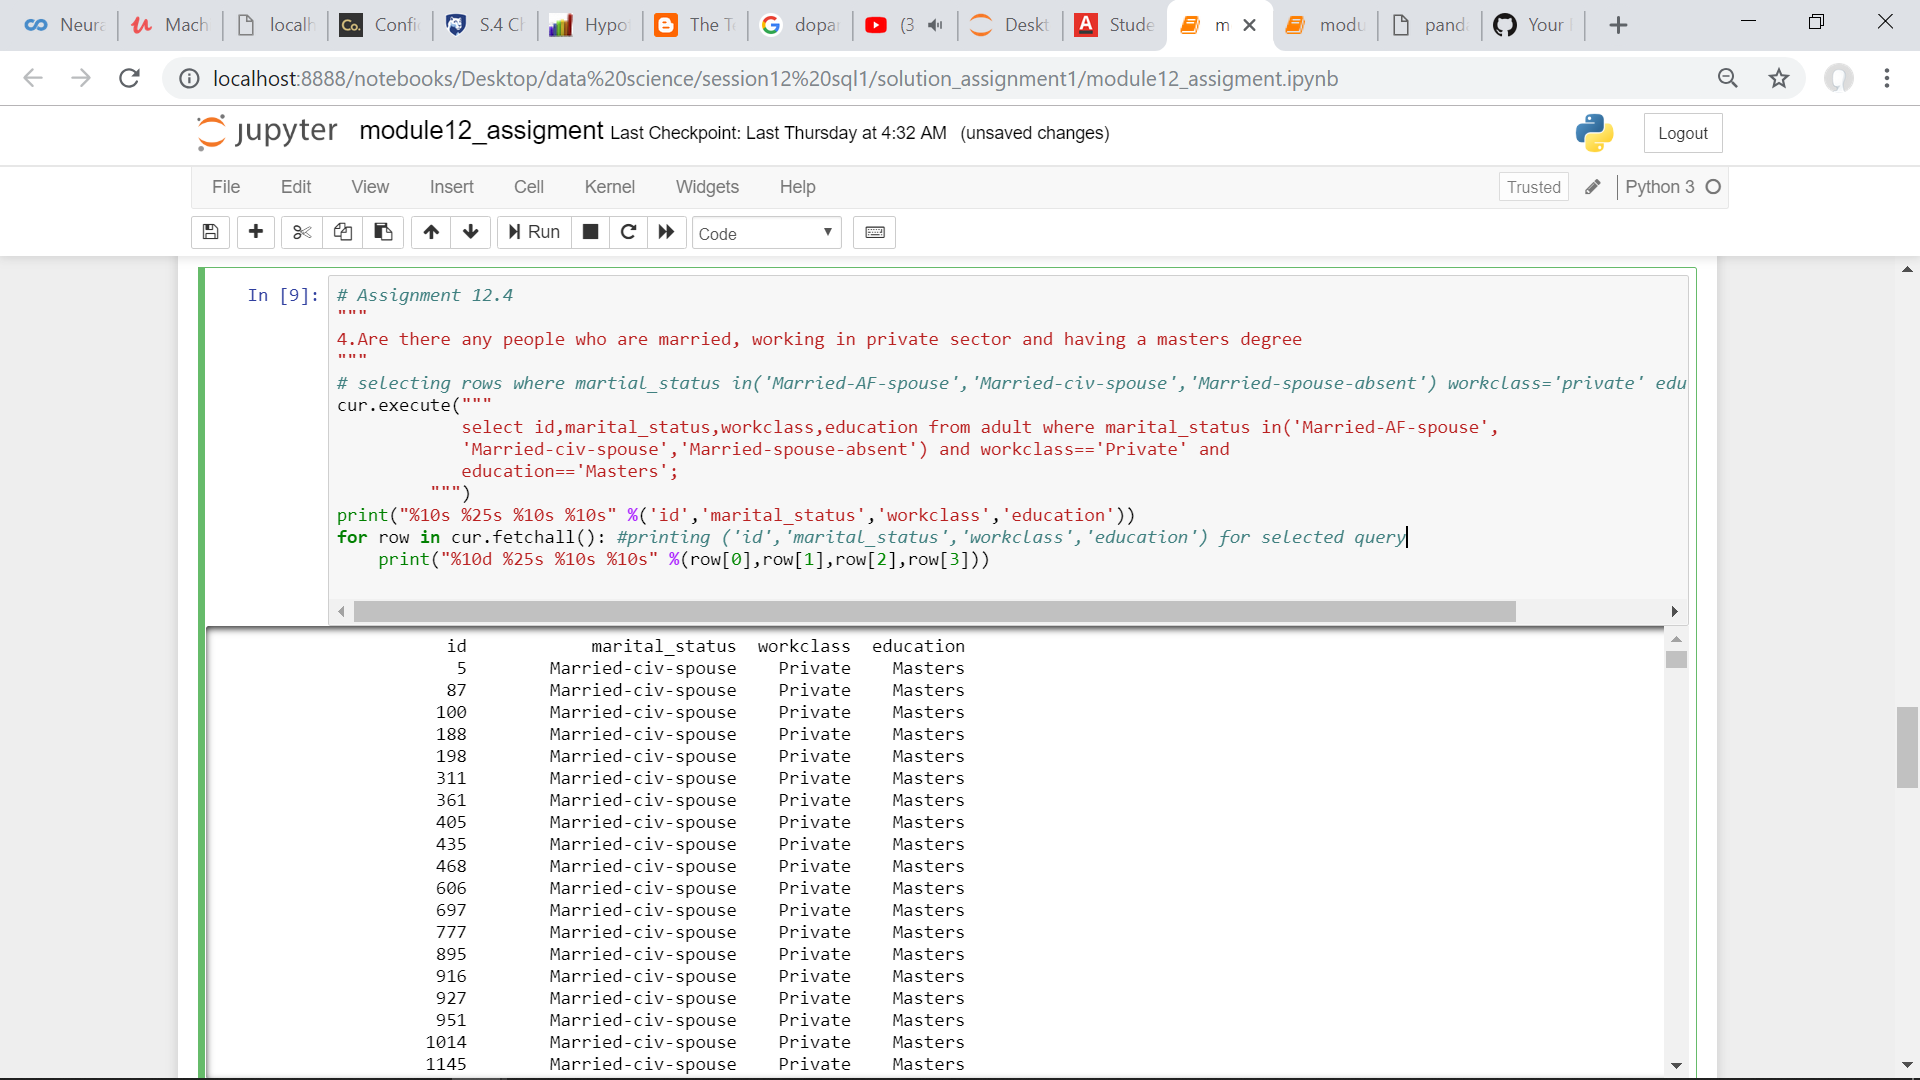 Neura Mach localh Co. Confic S.4 Ch Hypot The T dopar (3 Deskt A Stude m modu pand Your
localhost:8888/notebooks/Desktop/data%20science/session12%20sql1/solution_assignment1/module12_assigment.ipynb
jupyter module12_assigment Last Checkpoint: Last Thursday at 4:32 AM (unsaved changes) Logout
File Edit View Insert Cell Kernel Widgets Help Trusted Python 3
Run Code
In [9]: # Assignment 12.4
"""
4.Are there any people who are married, working in private sector and having a masters degree
"""
# selecting rows where martial_status in('Married-AF-spouse','Married-civ-spouse','Married-spouse-absent') workclass='private' edu
cur.execute("""
select id,marital_status,workclass,education from adult where marital_status in('Married-AF-spouse',
'Married-civ-spouse','Married-spouse-absent') and workclass=='Private' and
education=='Masters';
""")
print("%10s %25s %10s %10s" %('id','marital_status','workclass','education'))
for row in cur.fetchall(): #printing ('id','marital_status','workclass','education') for selected query
print("%10d %25s %10s %10s" %(row[0],row[1],row[2],row[3]))
id marital_status workclass education
5 Married-civ-spouse Private Masters
87 Married-civ-spouse Private Masters
100 Married-civ-spouse Private Masters
188 Married-civ-spouse Private Masters
198 Married-civ-spouse Private Masters
311 Married-civ-spouse Private Masters
361 Married-civ-spouse Private Masters
405 Married-civ-spouse Private Masters
435 Married-civ-spouse Private Masters
468 Married-civ-spouse Private Masters
606 Married-civ-spouse Private Masters
697 Married-civ-spouse Private Masters
777 Married-civ-spouse Private Masters
895 Married-civ-spouse Private Masters
916 Married-civ-spouse Private Masters
927 Married-civ-spouse Private Masters
951 Married-civ-spouse Private Masters
1014 Married-civ-spouse Private Masters
1145 Married-civ-spouse Private Masters